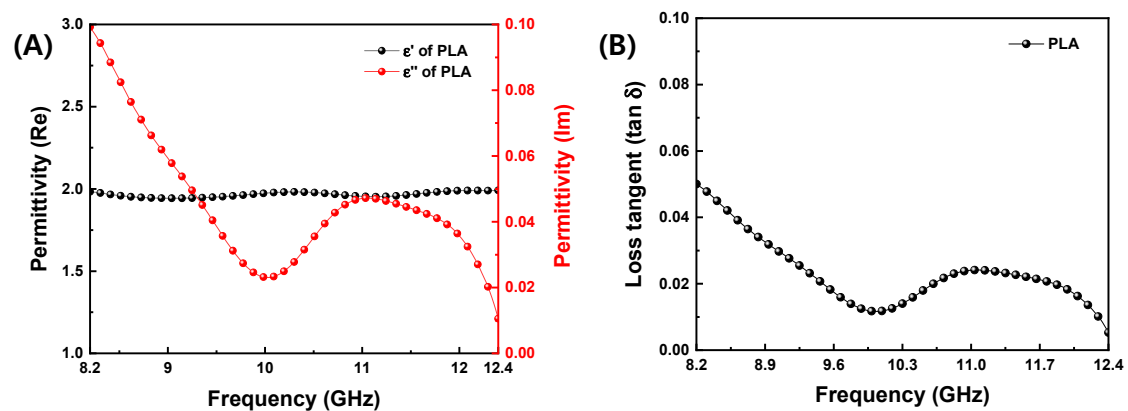 (A)
3.0
2.5
2.0
1.5
1.0
Permittivity (Re)
ε' of PLA
ε'' of PLA
0.10
0.08
0.06
0.04
0.02
0.00
Permittivity (Im)
8.2 9 10 11 12 12.4
Frequency (GHz)
(B)
0.10
0.08
0.06
0.04
0.02
0.00
Loss tangent (tan δ)
PLA
8.2 8.9 9.6 10.3 11.0 11.7 12.4
Frequency (GHz)